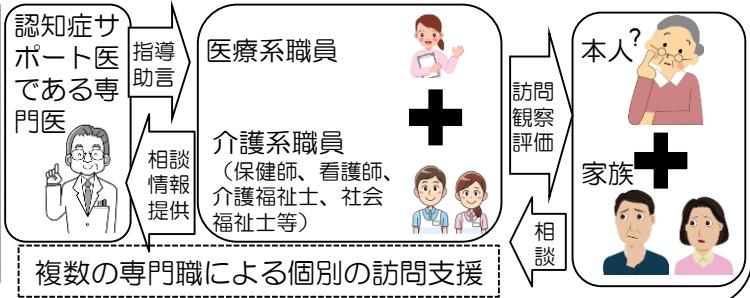 認知症サ
ポート医
である専
門医
指導
助言
相談
情報
提供
医療系職員
介護系職員
（保健師、看護師、
介護福祉士、社会
福祉士等）
訪問
観察
評価
相
談
本人
?
家族
複数の専門職による個別の訪問支援